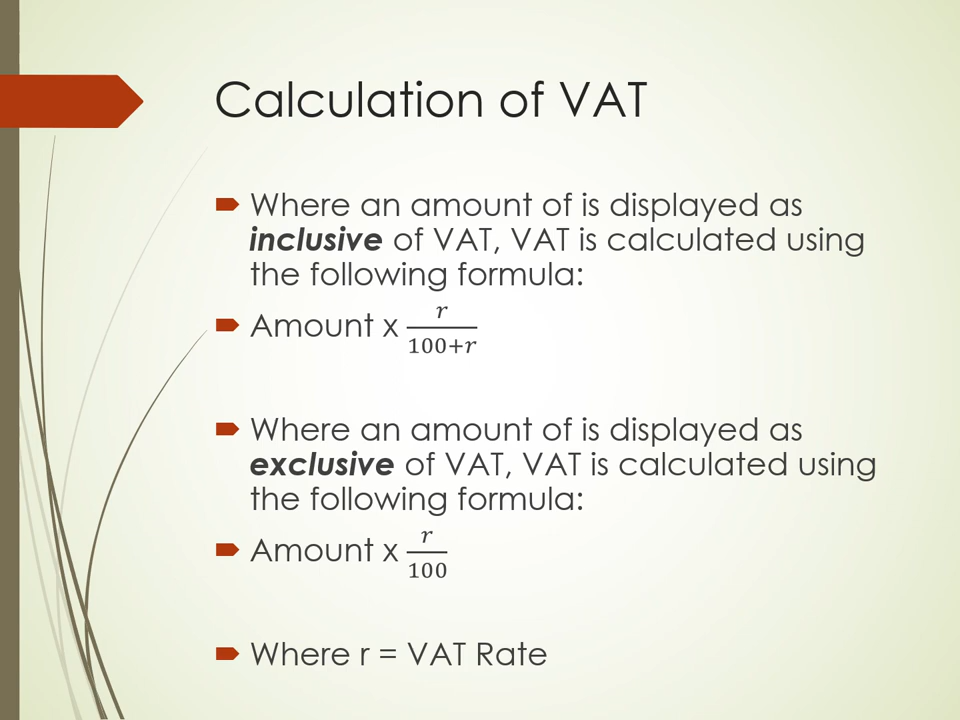 Calculation of VAT
Where an amount of is displayed as
inclusive of VAT, VAT is calculated using
the following formula:
Amount x r/(100+r)
Where an amount of is displayed as
exclusive of VAT, VAT is calculated using
the following formula:
Amount x r/100
Where r = VAT Rate